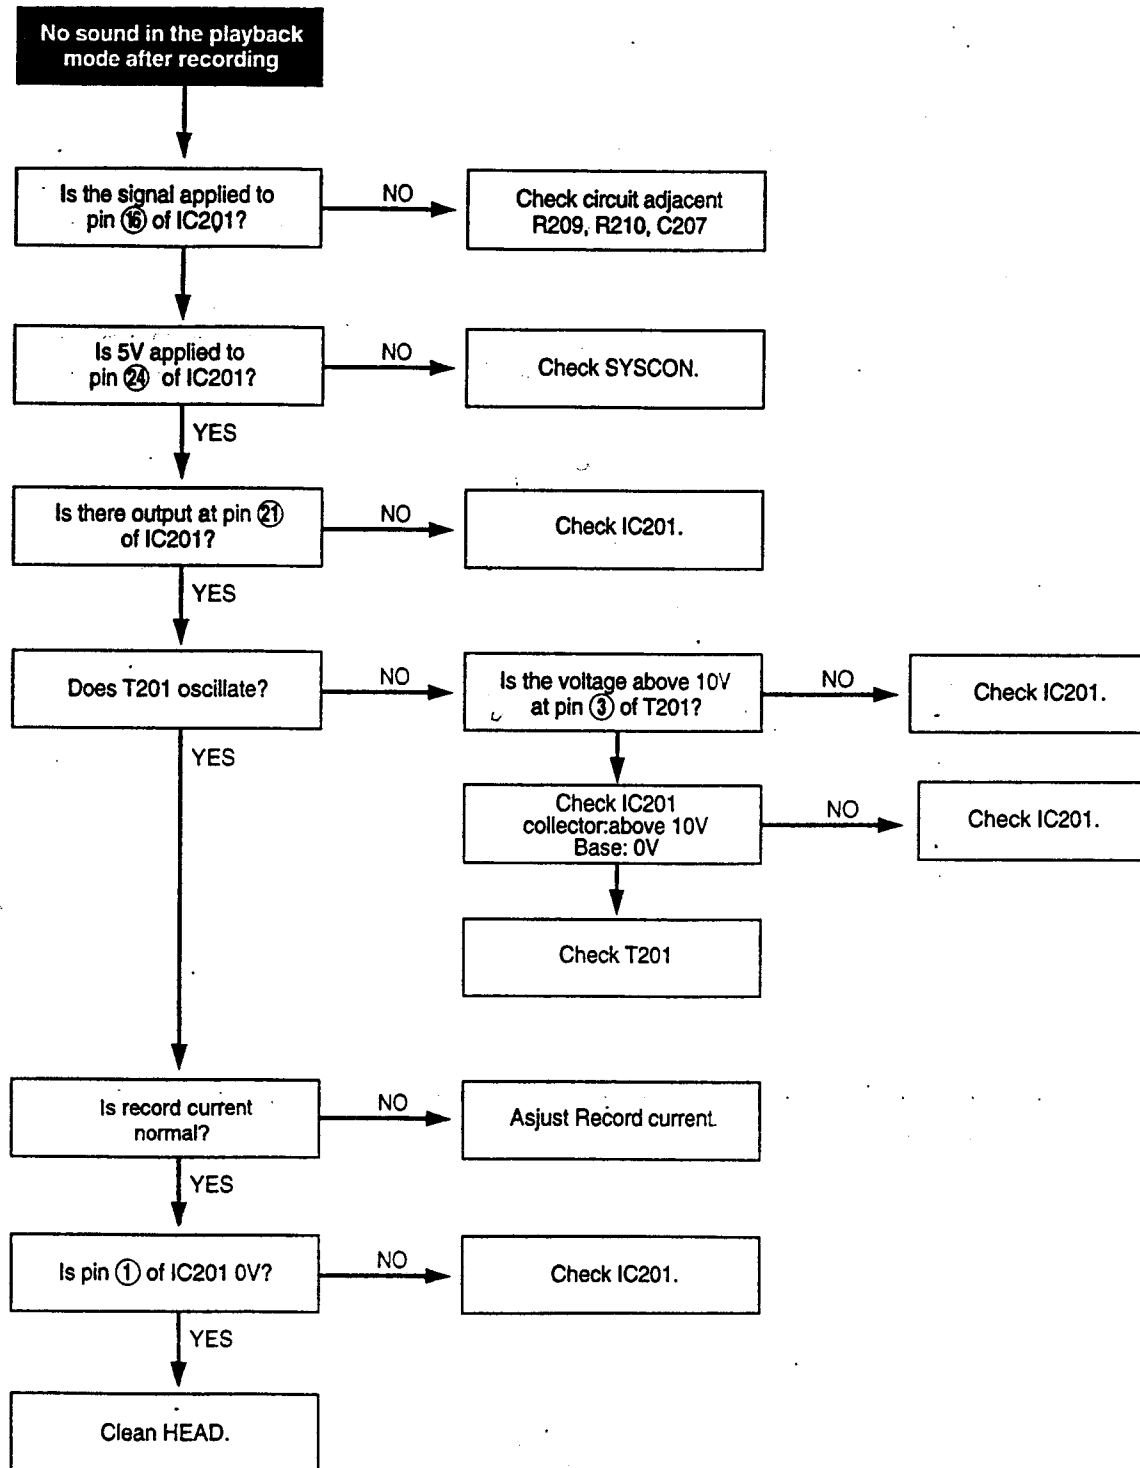 No sound in the playback
mode after recording
Is the signal applied to
pin ⑯ of IC201?
NO
Check circuit adjacent
R209, R210, C207
Is 5V applied to
pin ㉔ of IC201?
NO
Check SYSCON.
YES
Is there output at pin ㉑
of IC201?
NO
Check IC201.
YES
Does T201 oscillate?
NO
Is the voltage above 10V
at pin ③ of T201?
NO
Check IC201.
YES
Check IC201
collector:above 10V
Base: 0V
NO
Check IC201.
Check T201
Is record current
normal?
NO
Asjust Record current.
YES
Is pin ① of IC201 0V?
NO
Check IC201.
YES
Clean HEAD.